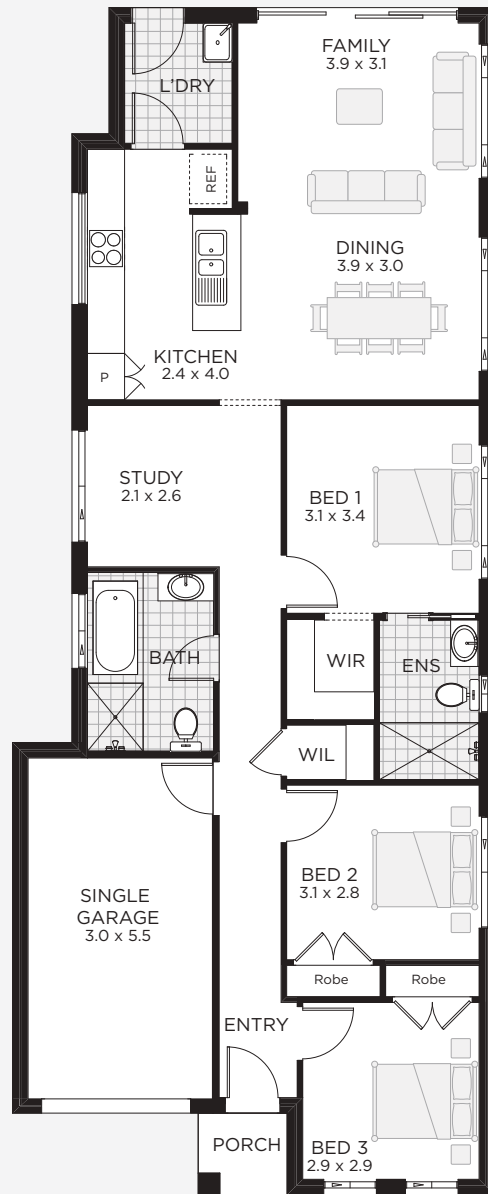 FAMILY
3.9 x 3.1
L'DRY
REF
DINING
3.9 x 3.0
KITCHEN
2.4 x 4.0
P
STUDY
2.1 x 2.6
BED 1
3.1 x 3.4
BATH
WIR
ENS
WIL
BED 2
3.1 x 2.8
SINGLE
GARAGE
3.0 x 5.5
Robe
Robe
ENTRY
PORCH
BED 3
2.9 x 2.9